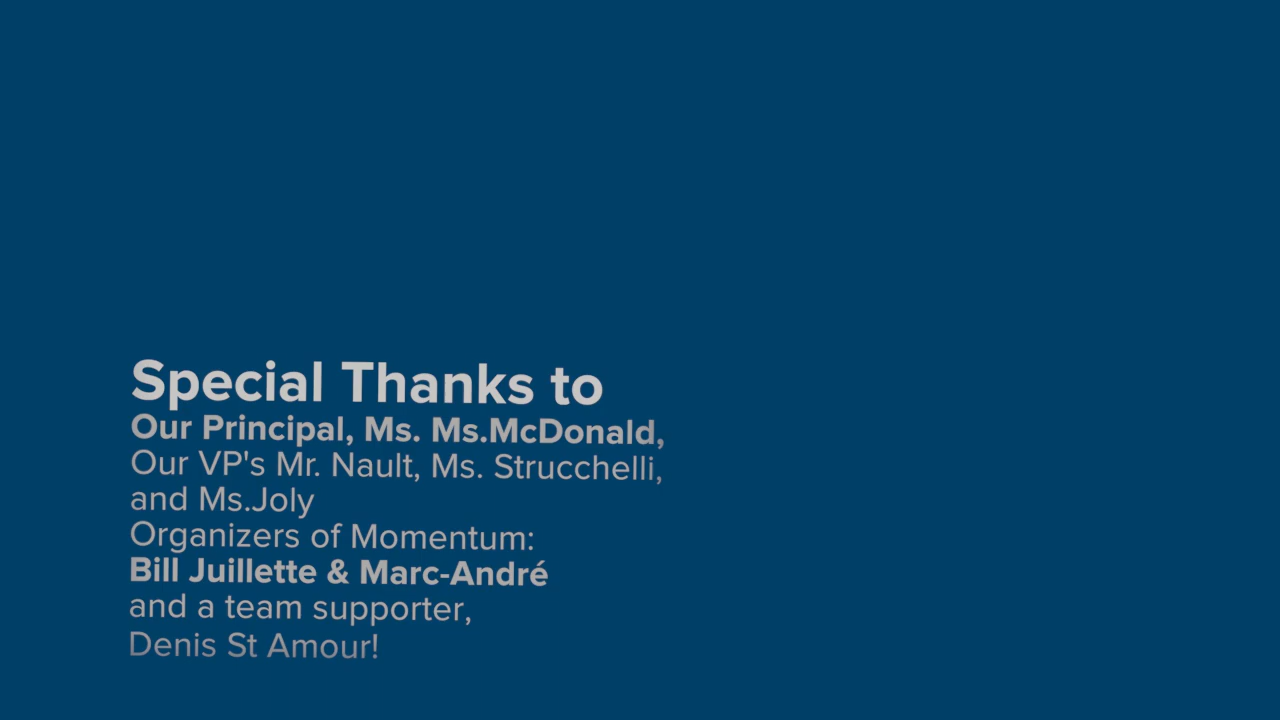 Special Thanks to
Our Principal, Ms. Ms.McDonald,
Our VP's Mr. Nault, Ms. Strucchelli,
and Ms.Joly
Organizers of Momentum:
Bill Juillette & Marc-André
and a team supporter,
Denis St Amour!